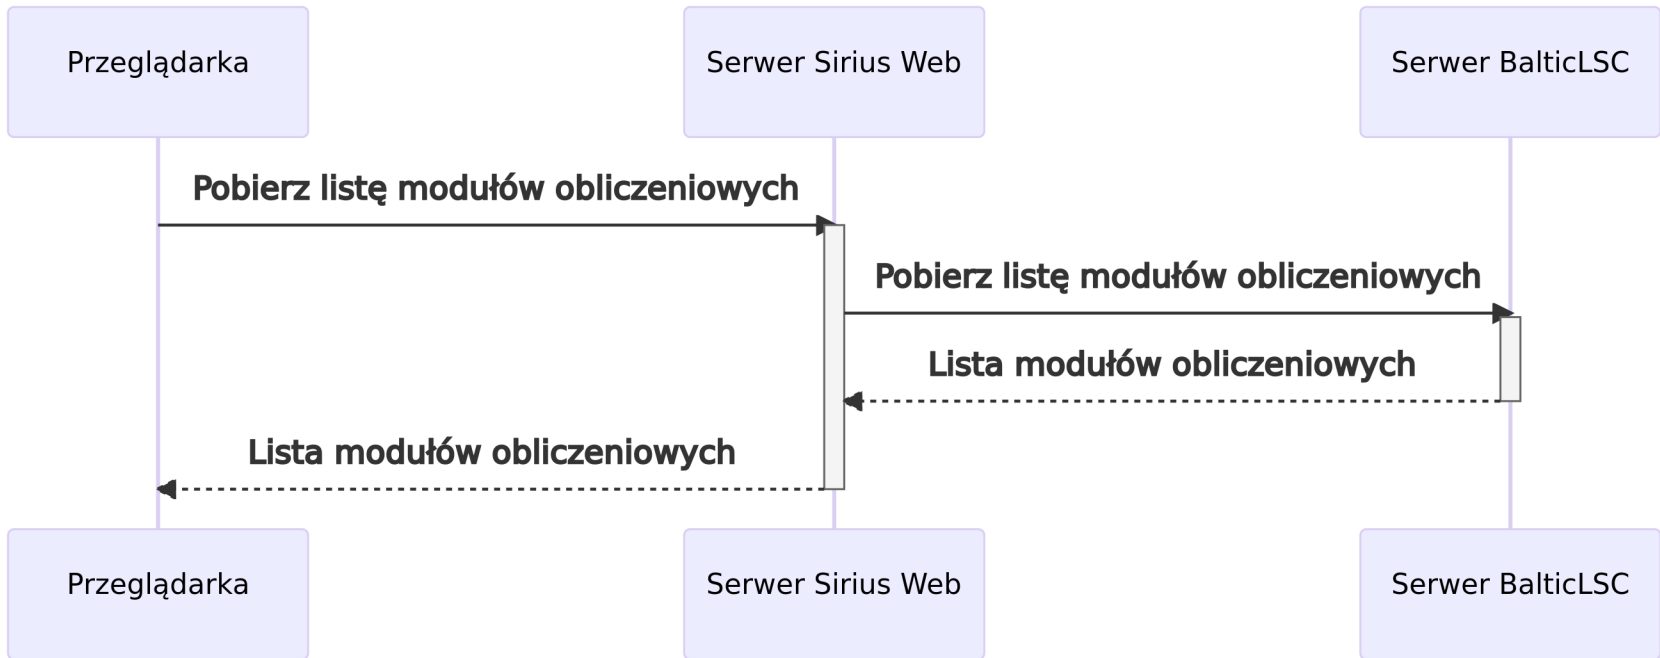 Przeglądarka
Serwer Sirius Web
Serwer BalticLSC
Pobierz listę modułów obliczeniowych
Pobierz listę modułów obliczeniowych
Lista modułów obliczeniowych
Lista modułów obliczeniowych
Przeglądarka
Serwer Sirius Web
Serwer BalticLSC